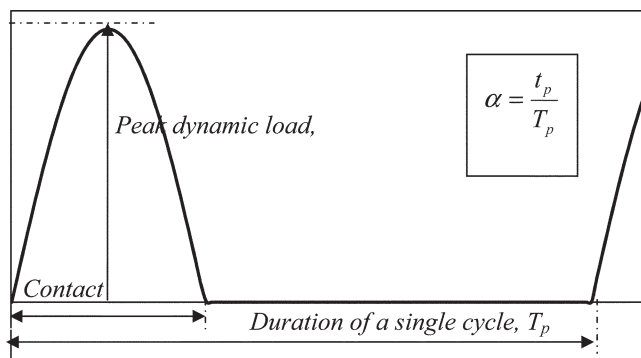 α = t_p / T_p
Peak dynamic load,
Contact
Duration of a single cycle, T_p